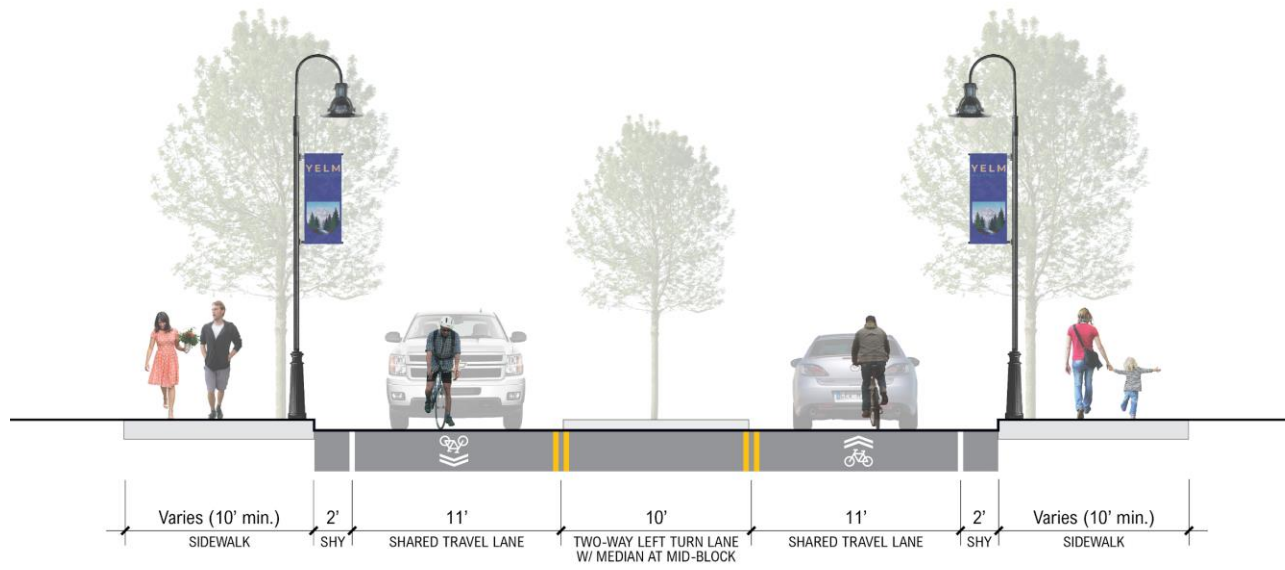 YELM
YELM
Varies (10' min.)
2'
11'
10'
11'
2'
Varies (10' min.)
SIDEWALK
SHY
SHARED TRAVEL LANE
TWO-WAY LEFT TURN LANE
W/ MEDIAN AT MID-BLOCK
SHARED TRAVEL LANE
SHY
SIDEWALK